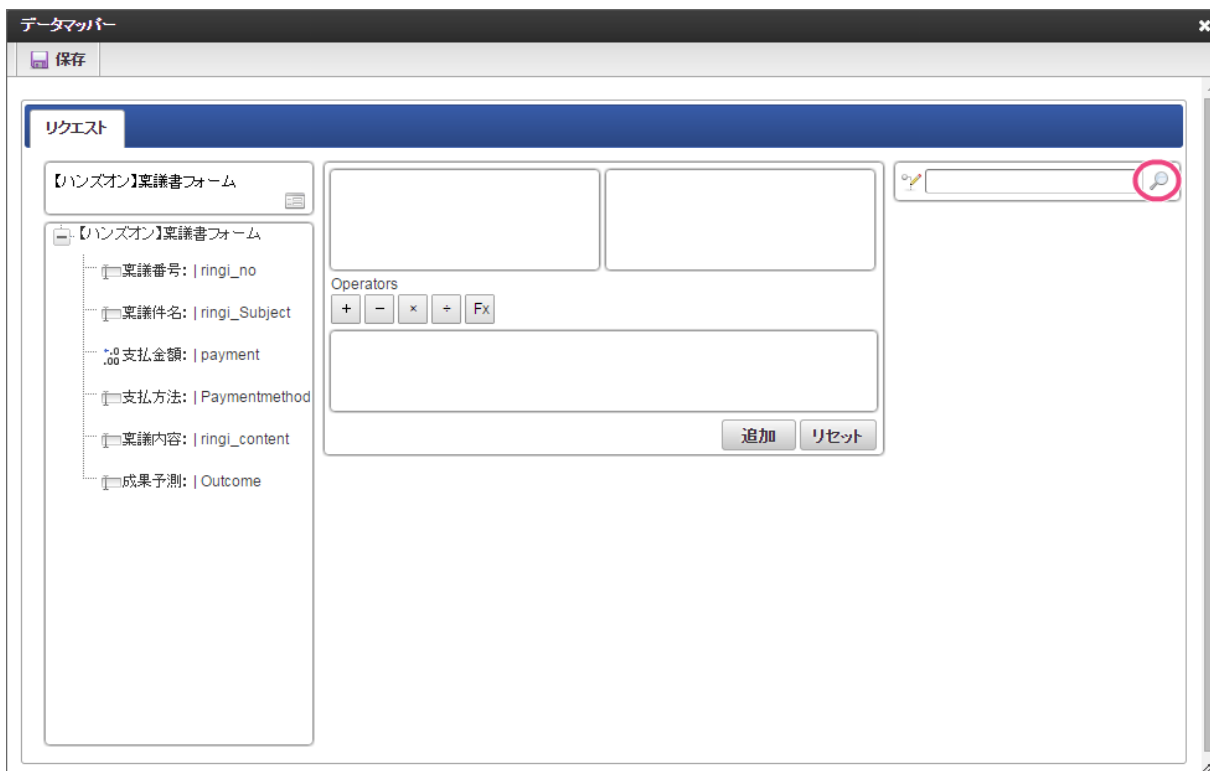 データマッパー
保存
リクエスト
【ハンズオン】稟議書フォーム
【ハンズオン】稟議書フォーム
稟議番号: | ringi_no
稟議件名: | ringi_Subject
支払金額: | payment
支払方法: | Paymentmethod
稟議内容: | ringi_content
成果予測: | Outcome
Operators
+ − × ÷ Fx
追加 リセット